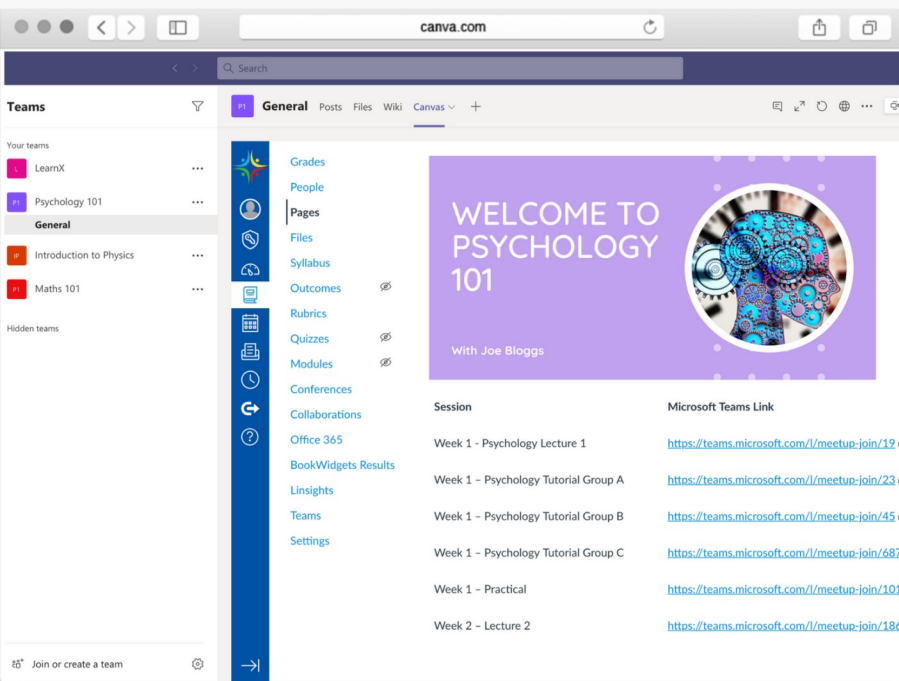 canva.com
Search
Teams
P1 General Posts Files Wiki Canvas
Your teams
L LearnX
P1 Psychology 101
General
IP Introduction to Physics
P1 Maths 101
Hidden teams
Join or create a team
Grades
People
Pages
Files
Syllabus
Outcomes
Rubrics
Quizzes
Modules
Conferences
Collaborations
Office 365
BookWidgets Results
Linsights
Teams
Settings
WELCOME TO
PSYCHOLOGY
101
With Joe Bloggs
Session Microsoft Teams Link
Week 1 - Psychology Lecture 1 https://teams.microsoft.com/l/meetup-join/19
Week 1 – Psychology Tutorial Group A https://teams.microsoft.com/l/meetup-join/23
Week 1 – Psychology Tutorial Group B https://teams.microsoft.com/l/meetup-join/45
Week 1 – Psychology Tutorial Group C https://teams.microsoft.com/l/meetup-join/687
Week 1 – Practical https://teams.microsoft.com/l/meetup-join/101
Week 2 – Lecture 2 https://teams.microsoft.com/l/meetup-join/186